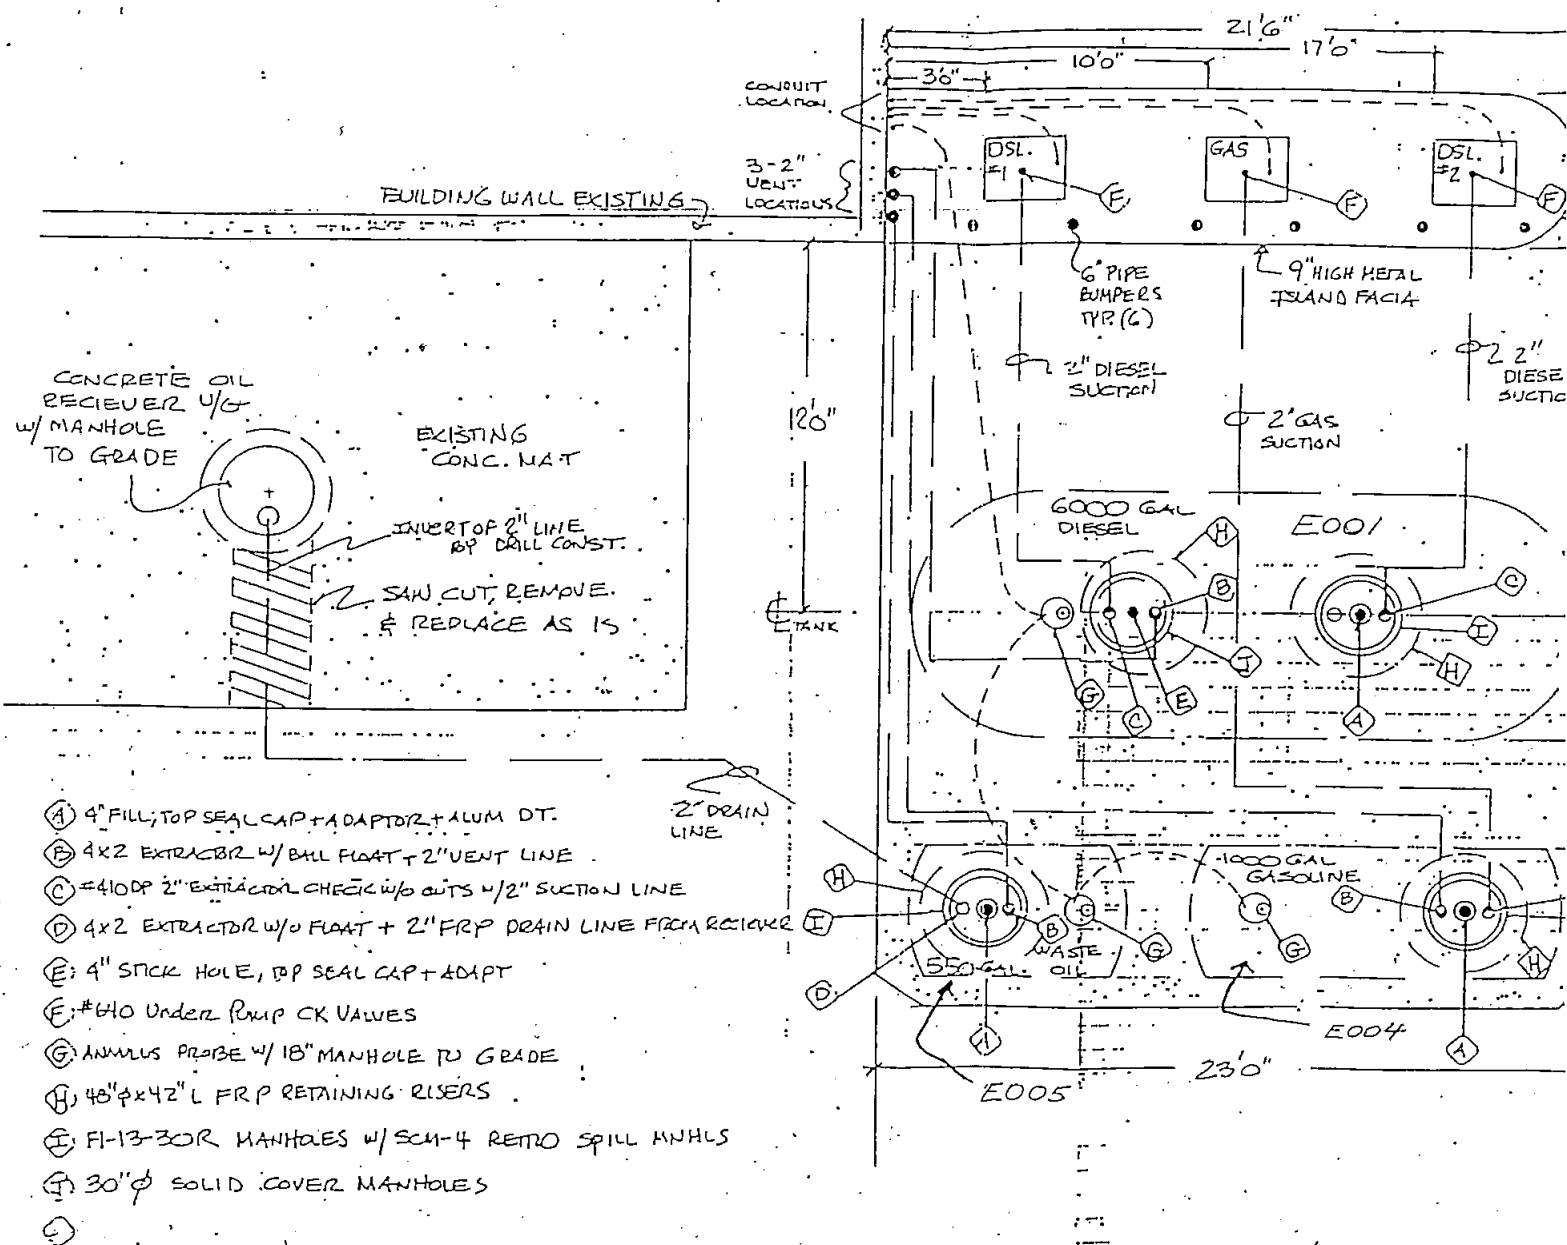 21'6"
17'0"
10'0"
3'0"
CONDUIT
LOCATION
3-2"
VENT
LOCATIONS
DSL.
#1
GAS
DSL.
#2
F
F
F
BUILDING WALL EXISTING
6" PIPE
BUMPERS
TYP. (6)
9" HIGH METAL
ISLAND FACIA
2" DIESEL
SUCTION
2" GAS
SUCTION
2 2"
DIESE
SUCTIC
CONCRETE OIL
RECIEVER U/G
W/ MANHOLE
TO GRADE
EXISTING
CONC. MAT
12'0"
INVERT OF 2" LINE
BY DRILL CONST.
SAW CUT, REMOVE
& REPLACE AS IS
TANK
6000 GAL
DIESEL
E001
H
B
C
I
H
J
G
C
E
A
2" DRAIN
LINE
1000 GAL
GASOLINE
H
I
B
G
B
G
H
WASTE
OIL
550 GAL.
D
A
A
E005
E004
23'0"
A 4" FILL, TOP SEAL CAP + ADAPTOR + ALUM DT.
B 4x2 EXTRACTOR W/ BALL FLOAT + 2" VENT LINE
C #410DP 2" EXTRACTOR CHECK W/O GUTS W/2" SUCTION LINE
D 4x2 EXTRACTOR W/O FLOAT + 2" FRP DRAIN LINE FROM RECIEVER
E: 4" STICK HOLE, TOP SEAL CAP + ADAPT
F: #640 Under Pump CK VALVES
G ANNULUS PROBE W/ 18" MANHOLE TO GRADE
H 48"φ x 42" L FRP RETAINING RISERS
I: F1-13-30R MANHOLES W/ SCM-4 RETRO SPILL MNHLS
J 30"φ SOLID COVER MANHOLES